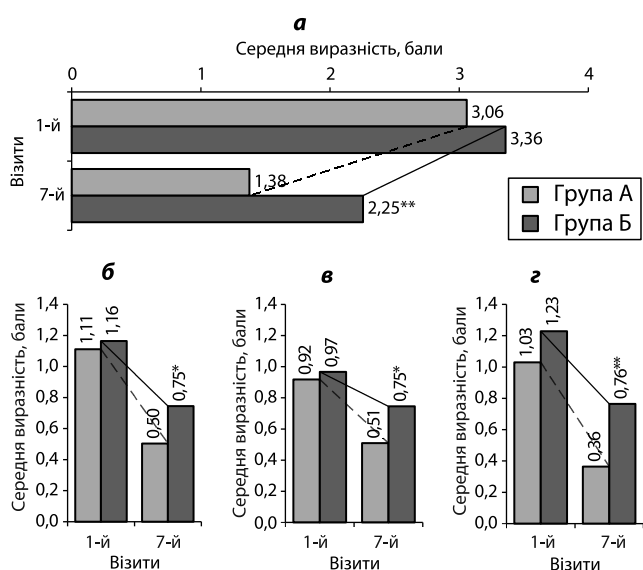 а
Середня виразність, бали
0 1 2 3 4
Візити
1-й
3,06
3,36
7-й
1,38
2,25**
Група А
Група Б
б
Середня виразність, бали
1,4
1,2
1,0
0,8
0,6
0,4
0,2
0,0
1,11
1,16
0,50
0,75*
1-й 7-й
Візити
в
Середня виразність, бали
1,4
1,2
1,0
0,8
0,6
0,4
0,2
0,0
0,92
0,97
0,51
0,75*
1-й 7-й
Візити
г
Середня виразність, бали
1,4
1,2
1,0
0,8
0,6
0,4
0,2
0,0
1,03
1,23
0,36
0,76**
1-й 7-й
Візити